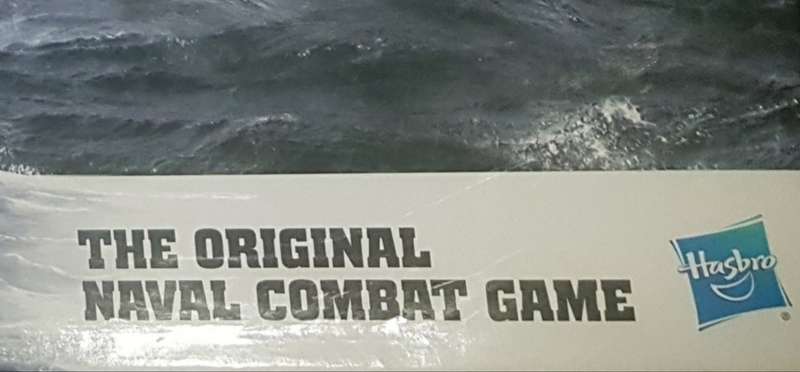 THE ORIGINAL
NAVAL COMBAT GAME
Hasbro
®